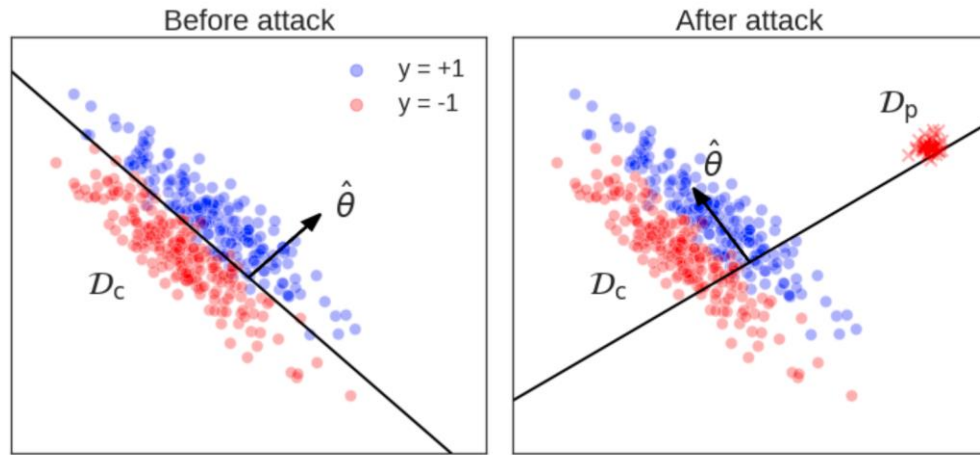 Before attack
y = +1
y = -1
θ̂
𝒟c
After attack
𝒟p
θ̂
𝒟c